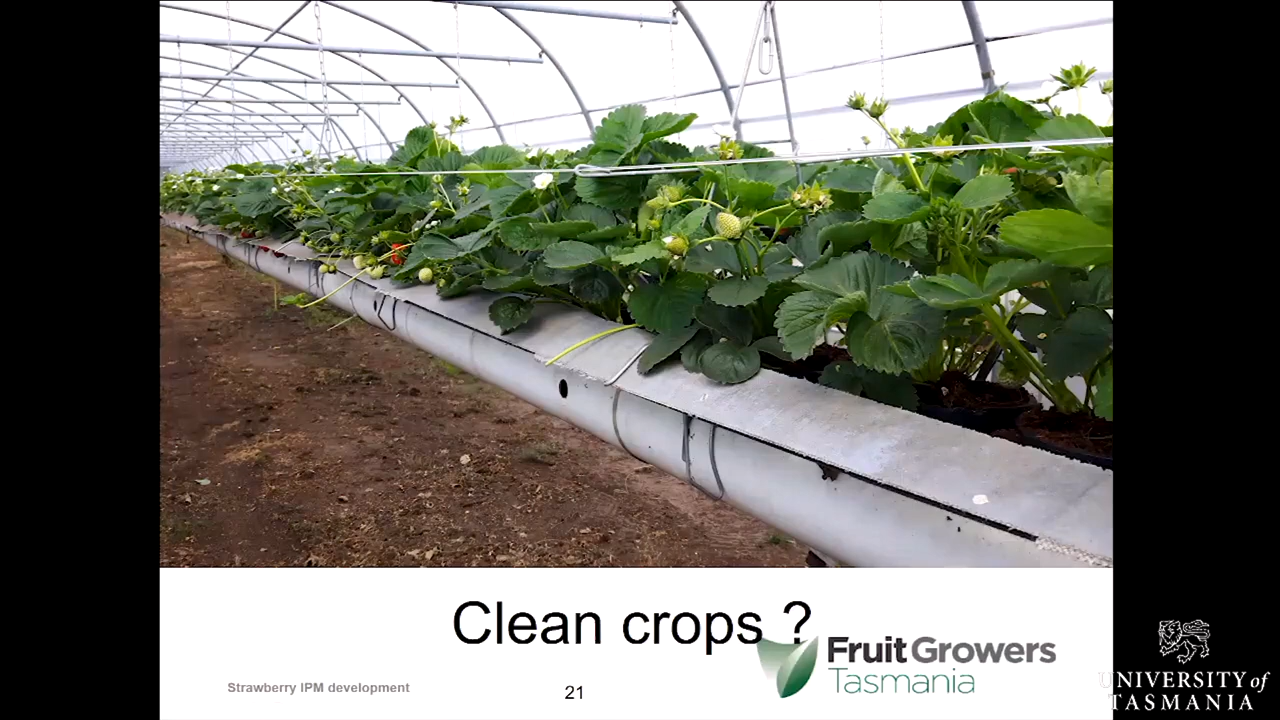 Clean crops ?
Fruit Growers
Tasmania
Strawberry IPM development
21
UNIVERSITY of
TASMANIA